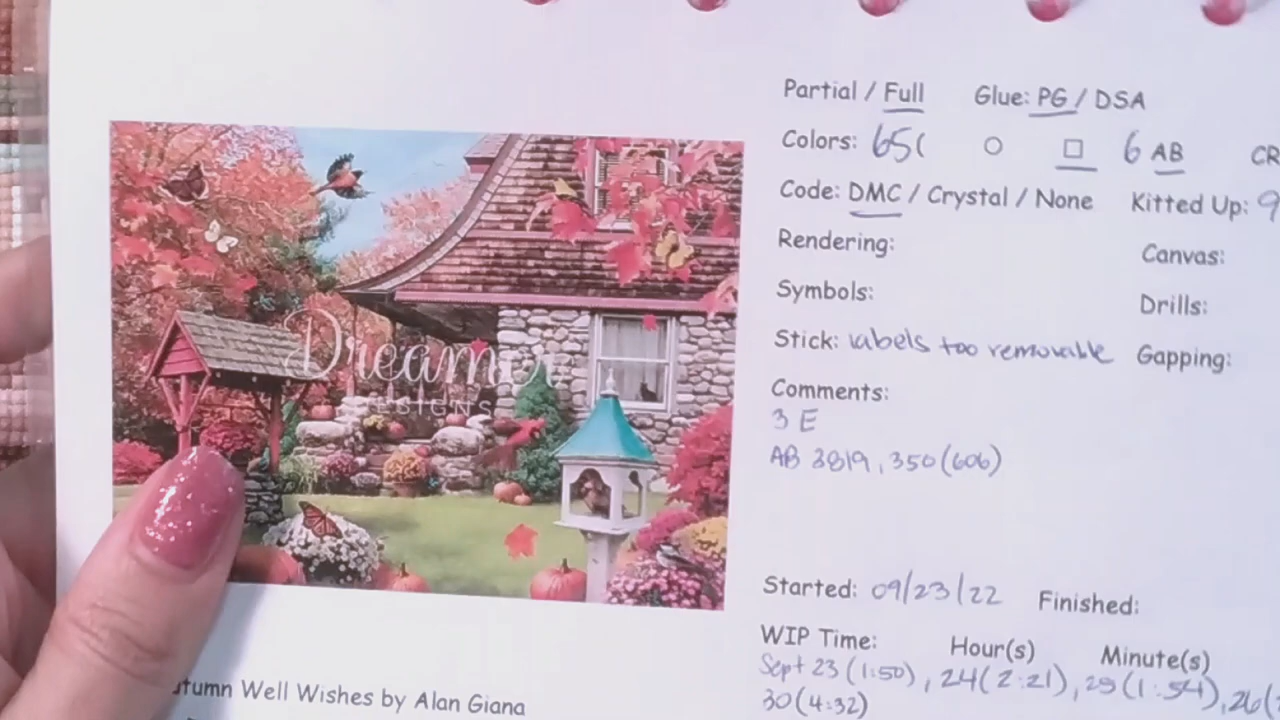 Partial / Full Glue: PG / DSA
Colors: 65( ○ □ 6 AB CR
Code: DMC / Crystal / None Kitted Up: 9
Rendering: Canvas:
Symbols: Drills:
Stick: labels too removable Gapping:
Comments:
3 E
AB 3819, 350(606)
Dreamer
DESIGNS
Started: 09/23/22 Finished:
WIP Time: Hour(s) Minute(s)
Sept 23 (1:50), 24(2:21), 25(1:54), 26(
30(4:32)
utumn Well Wishes by Alan Giana